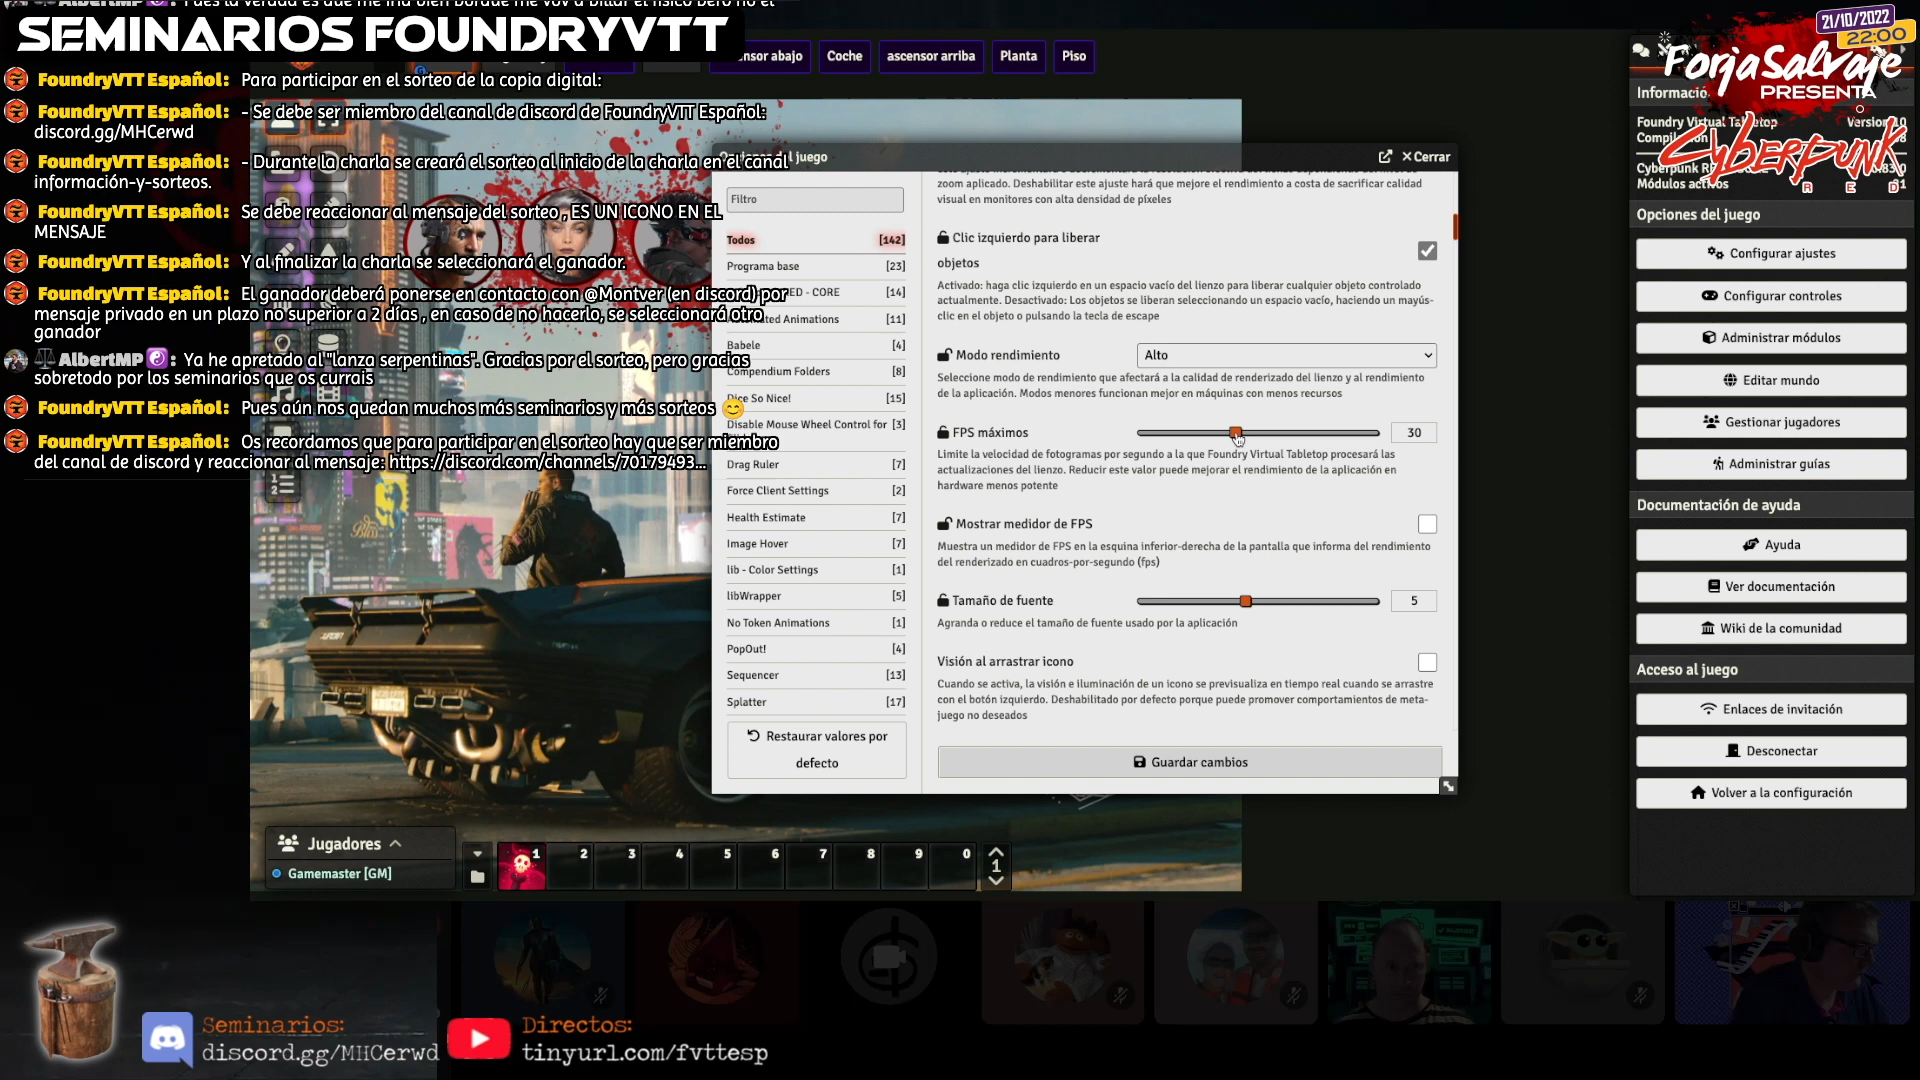 SEMINARIOS FOUNDRYVTT
FoundryVTT Español: Para participar en el sorteo de la copia digital:
FoundryVTT Español: - Se debe ser miembro del canal de discord de FoundryVTT Español:
discord.gg/MHCerwd
FoundryVTT Español: - Durante la charla se creará el sorteo al inicio de la charla en el canal
información-y-sorteos.
FoundryVTT Español: Se debe reaccionar al mensaje del sorteo , ES UN ICONO EN EL
MENSAJE
FoundryVTT Español: Y al finalizar la charla se seleccionará el ganador.
FoundryVTT Español: El ganador deberá ponerse en contacto con @Montver (en discord) por
mensaje privado en un plazo no superior a 2 días , en caso de no hacerlo, se seleccionará otro
ganador
AlbertMP: Ya he apretado al "lanza serpentinas". Gracias por el sorteo, pero gracias
sobretodo por los seminarios que os currais
FoundryVTT Español: Pues aún nos quedan muchos más seminarios y más sorteos 😊
FoundryVTT Español: Os recordamos que para participar en el sorteo hay que ser miembro
del canal de discord y reaccionar al mensaje: https://discord.com/channels/70179493...
abajo
Coche
ascensor arriba
Planta
Piso
juego
Cerrar
Filtro
Todos [142]
Programa base [23]
RED - CORE [14]
Animations [11]
Babele [4]
Compendium Folders [8]
Dice So Nice! [15]
Disable Mouse Wheel Control for [3]
Drag Ruler [7]
Force Client Settings [2]
Health Estimate [7]
Image Hover [7]
lib - Color Settings [1]
libWrapper [5]
No Token Animations [1]
PopOut! [4]
Sequencer [13]
Splatter [17]
Restaurar valores por
defecto
zoom aplicado. Deshabilitar este ajuste hará que mejore el rendimiento a costa de sacrificar calidad
visual en monitores con alta densidad de píxeles
Clic izquierdo para liberar
objetos
Activado: haga clic izquierdo en un espacio vacío del lienzo para liberar cualquier objeto controlado
actualmente. Desactivado: Los objetos se liberan seleccionando un espacio vacío, haciendo un mayús-
clic en el objeto o pulsando la tecla de escape
Modo rendimiento
Alto
Seleccione modo de rendimiento que afectará a la calidad de renderizado del lienzo y al rendimiento
de la aplicación. Modos menores funcionan mejor en máquinas con menos recursos
FPS máximos
30
Limite la velocidad de fotogramas por segundo a la que Foundry Virtual Tabletop procesará las
actualizaciones del lienzo. Reducir este valor puede mejorar el rendimiento de la aplicación en
hardware menos potente
Mostrar medidor de FPS
Muestra un medidor de FPS en la esquina inferior-derecha de la pantalla que informa del rendimiento
del renderizado en cuadros-por-segundo (fps)
Tamaño de fuente
5
Agranda o reduce el tamaño de fuente usado por la aplicación
Visión al arrastrar icono
Cuando se activa, la visión e iluminación de un icono se previsualiza en tiempo real cuando se arrastre
con el botón izquierdo. Deshabilitado por defecto porque puede promover comportamientos de meta-
juego no deseados
Guardar cambios
21/10/2022
22:00
ForjaSalvaje
PRESENTA
Cyberpunk
RED
Foundry Virtual Tabletop
Módulos activos
Opciones del juego
Configurar ajustes
Configurar controles
Administrar módulos
Editar mundo
Gestionar jugadores
Administrar guías
Documentación de ayuda
Ayuda
Ver documentación
Wiki de la comunidad
Acceso al juego
Enlaces de invitación
Desconectar
Volver a la configuración
Jugadores
Gamemaster [GM]
1 2 3 4 5 6 7 8 9 0
1
Seminarios:
discord.gg/MHCerwd
Directos:
tinyurl.com/fvttesp